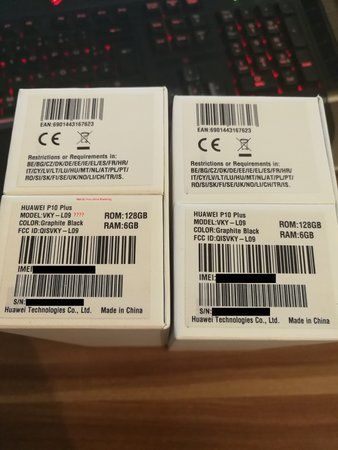 EAN:6901443167623
CE
Restrictions or Requirements in:
BE/BG/CZ/DK/DE/EE/EL/ES/FR/HR/
IT/CY/LV/LT/LU/HU/MT/NL/AT/PL/PT/
RO/SI/SK/FI/SE/UK/NO/LI/CH/TR/IS.
HUAWEI P10 Plus
MODEL:VKY-L09 ????
COLOR:Graphite Black
FCC ID:QISVKY-L09
ROM:128GB
RAM:6GB
IMEI:
S/N:
Huawei Technologies Co., Ltd. Made in China
EAN:6901443167623
CE
Restrictions or Requirements in:
BE/BG/CZ/DK/DE/EE/EL/ES/FR/HR/
IT/CY/LV/LT/LU/HU/MT/NL/AT/PL/PT/
RO/SI/SK/FI/SE/UK/NO/LI/CH/TR/IS.
HUAWEI P10 Plus
MODEL:VKY-L09
COLOR:Graphite Black
FCC ID:QISVKY-L09
ROM:128GB
RAM:6GB
IMEI:
S/N:
Huawei Technologies Co., Ltd. Made in China